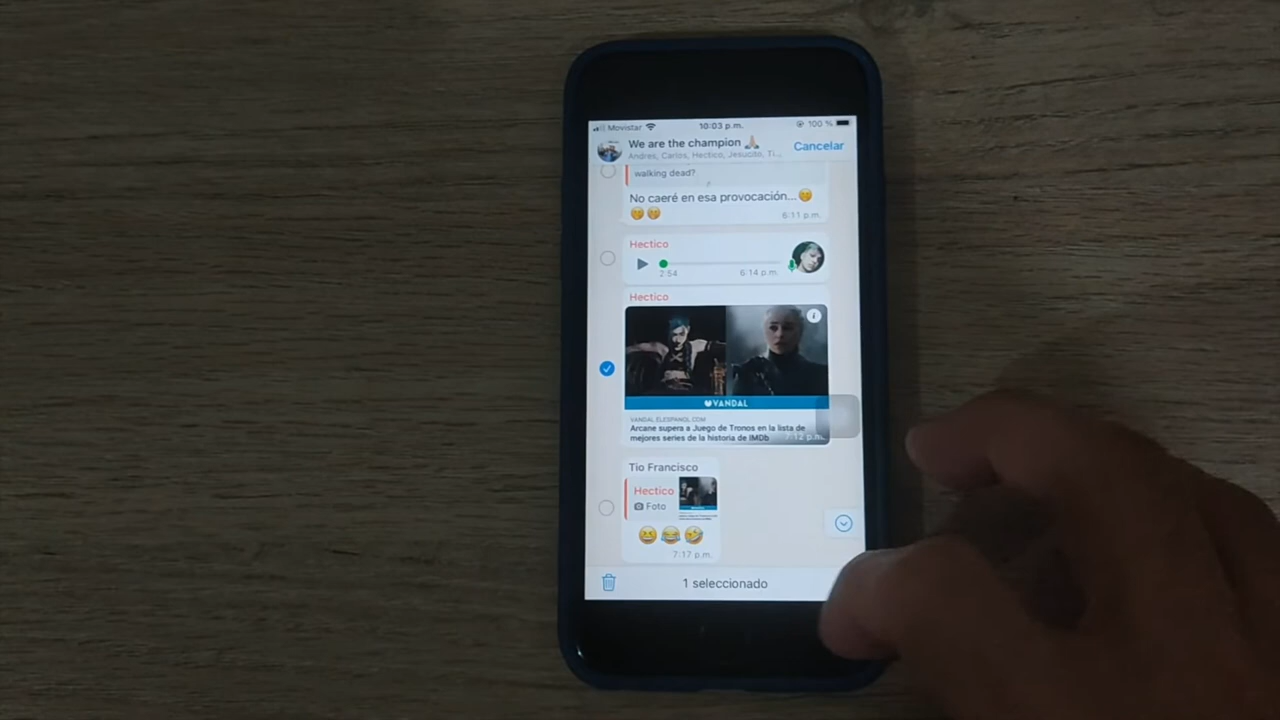 Movistar 10:03 p.m. 100 %
We are the champion 🙏🏼 Cancelar
Andres, Carlos, Hectico, Jesucito, Ti...
walking dead?
No caeré en esa provocación...🤭
🤭🤭
6:11 p.m.
Hectico
2:54 6:14 p.m.
Hectico
VANDAL
VANDAL.ELESPANOL.COM
Arcane supera a Juego de Tronos en la lista de
mejores series de la historia de IMDb 7:12 p.m.
Tio Francisco
Hectico
Foto
😆😂🤣
7:17 p.m.
1 seleccionado